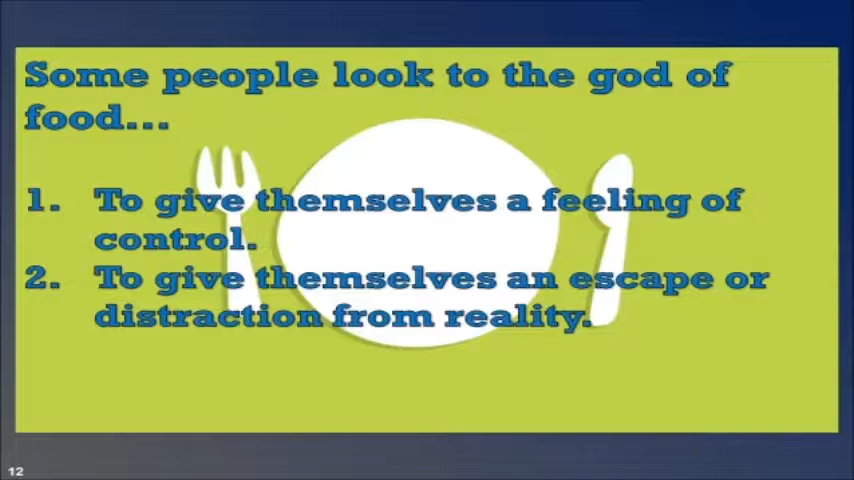 Some people look to the god of
food...
1. To give themselves a feeling of
control.
2. To give themselves an escape or
distraction from reality.
12